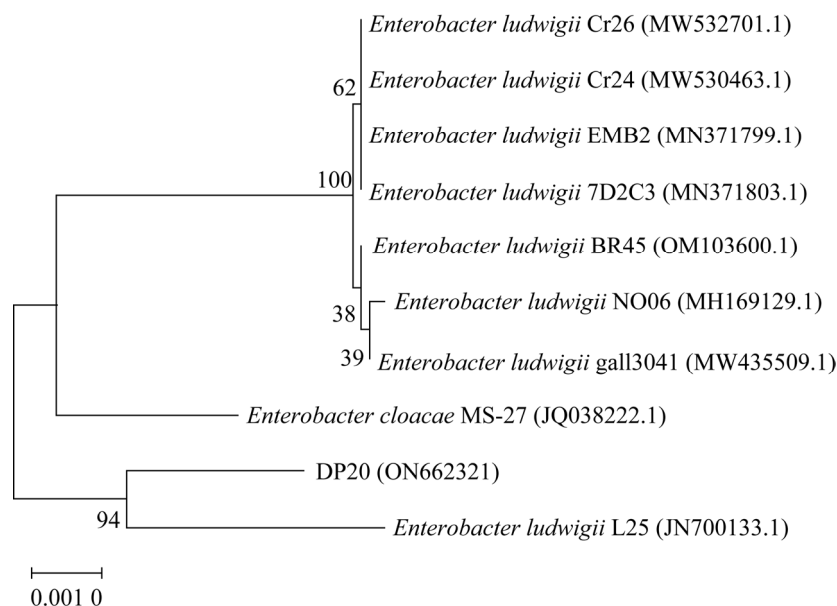 Enterobacter ludwigii Cr26 (MW532701.1)
62
Enterobacter ludwigii Cr24 (MW530463.1)
Enterobacter ludwigii EMB2 (MN371799.1)
100
Enterobacter ludwigii 7D2C3 (MN371803.1)
Enterobacter ludwigii BR45 (OM103600.1)
Enterobacter ludwigii NO06 (MH169129.1)
38
39
Enterobacter ludwigii gall3041 (MW435509.1)
Enterobacter cloacae MS-27 (JQ038222.1)
DP20 (ON662321)
94
Enterobacter ludwigii L25 (JN700133.1)
0.001 0